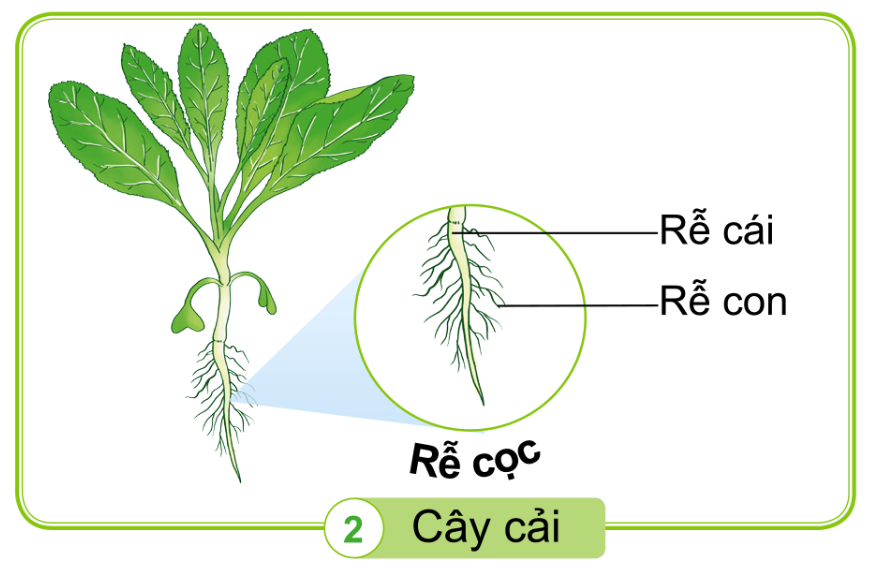 Rễ cái
Rễ con
Rễ cọc
2 Cây cải